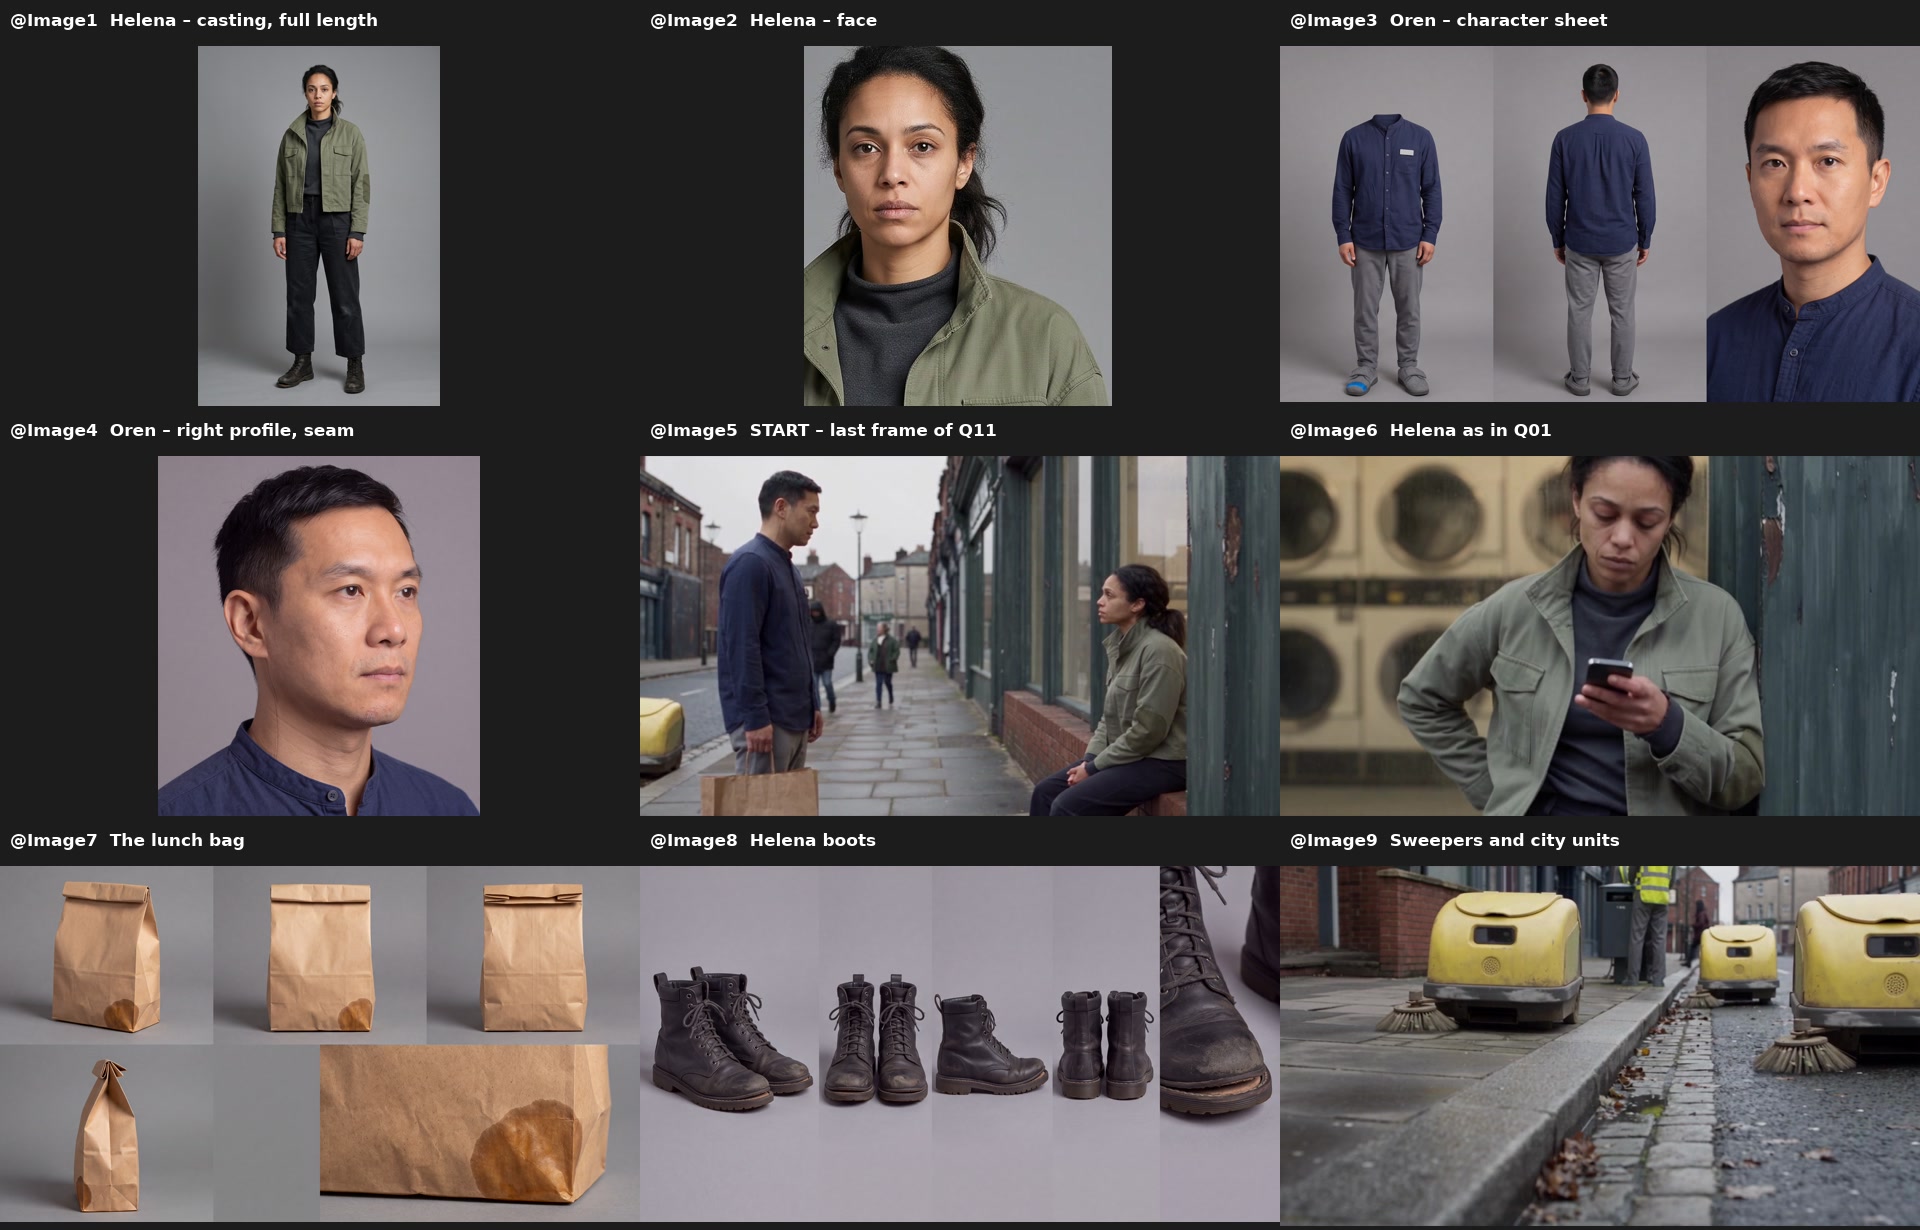 @Image1 Helena – casting, full length
@Image2 Helena – face
@Image3 Oren – character sheet
@Image4 Oren – right profile, seam
@Image5 START – last frame of Q11
@Image6 Helena as in Q01
@Image7 The lunch bag
@Image8 Helena boots
@Image9 Sweepers and city units